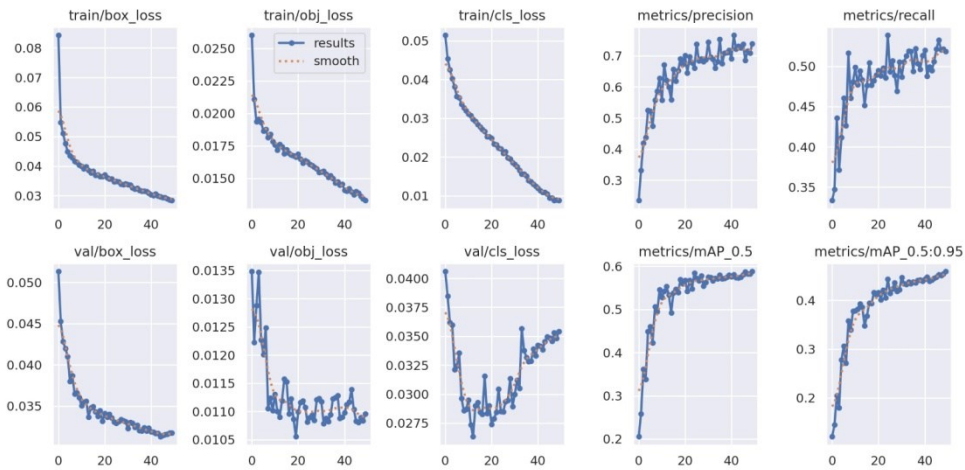 train/box_loss
0.08
0.07
0.06
0.05
0.04
0.03
0 20 40
train/obj_loss
results
smooth
0.0250
0.0225
0.0200
0.0175
0.0150
0 20 40
train/cls_loss
0.05
0.04
0.03
0.02
0.01
0 20 40
metrics/precision
0.7
0.6
0.5
0.4
0.3
0 20 40
metrics/recall
0.50
0.45
0.40
0.35
0 20 40
val/box_loss
0.050
0.045
0.040
0.035
0 20 40
val/obj_loss
0.0135
0.0130
0.0125
0.0120
0.0115
0.0110
0.0105
0 20 40
val/cls_loss
0.0400
0.0375
0.0350
0.0325
0.0300
0.0275
0 20 40
metrics/mAP_0.5
0.6
0.5
0.4
0.3
0.2
0 20 40
metrics/mAP_0.5:0.95
0.4
0.3
0.2
0 20 40